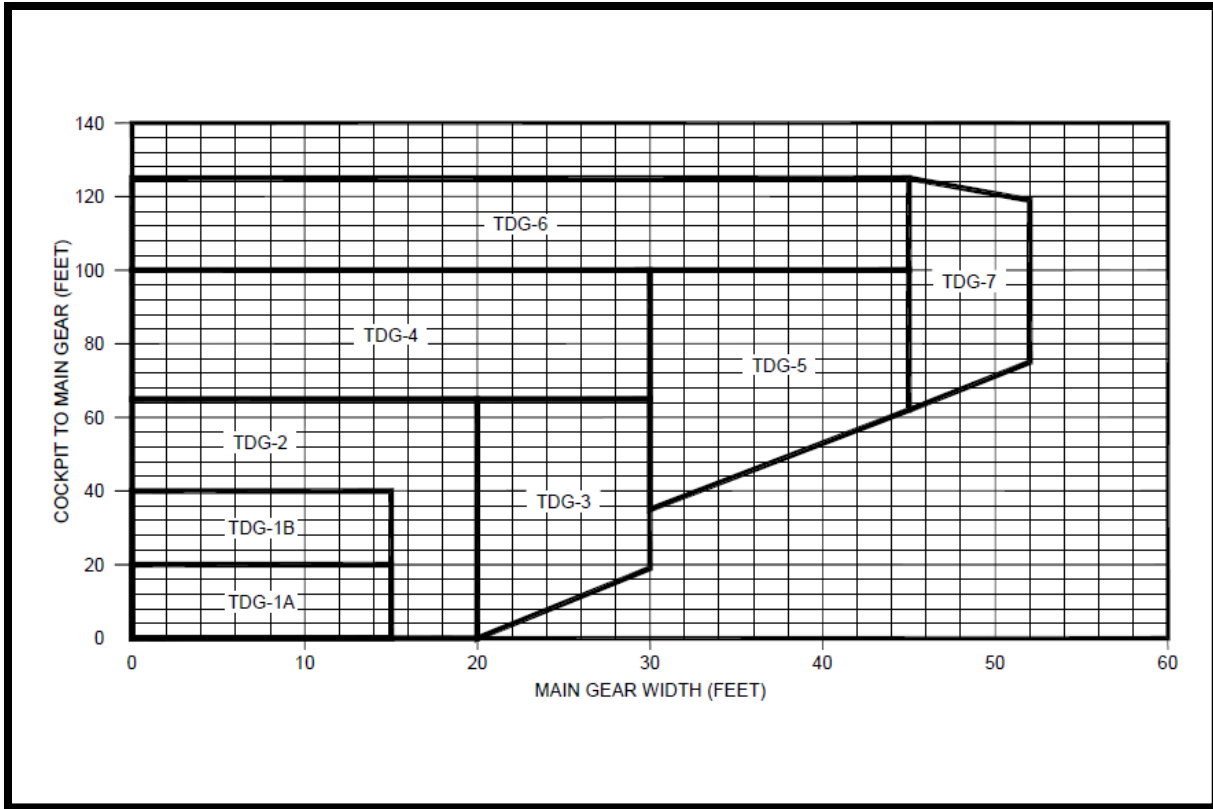 140
120
100
80
60
40
20
0
COCKPIT TO MAIN GEAR (FEET)
TDG-6
TDG-7
TDG-4
TDG-5
TDG-2
TDG-3
TDG-1B
TDG-1A
0 10 20 30 40 50 60
MAIN GEAR WIDTH (FEET)